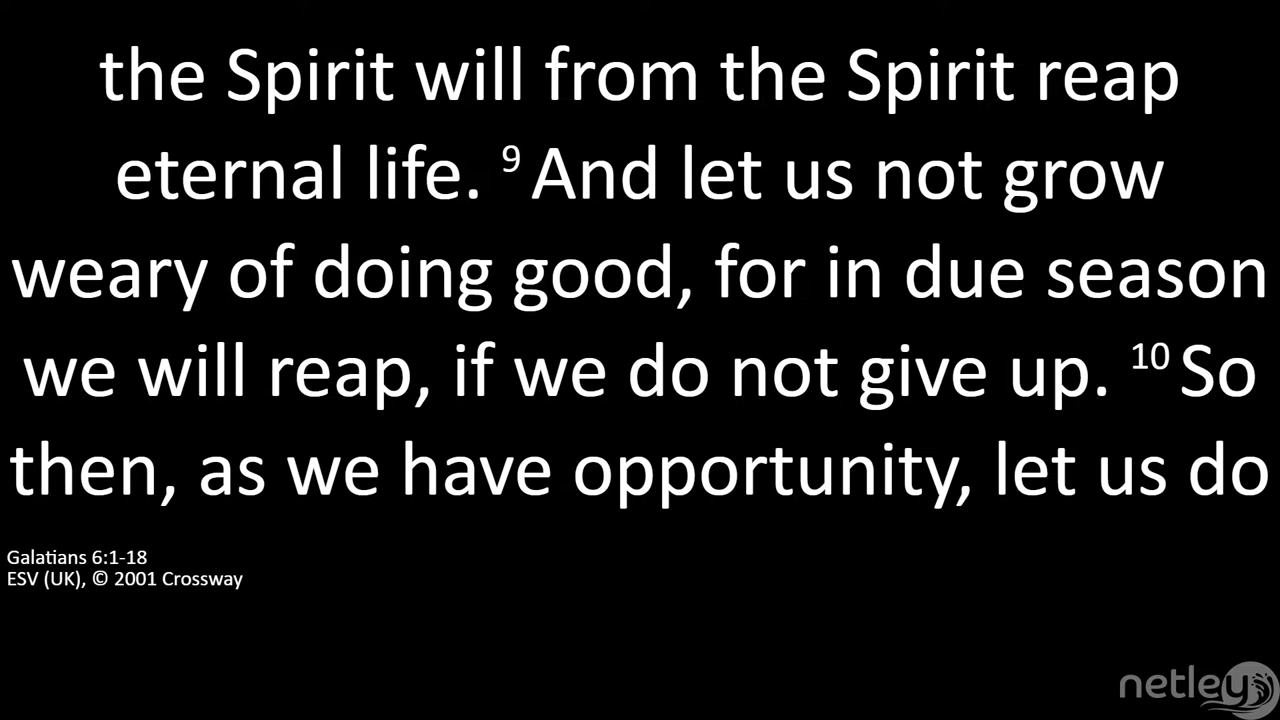 the Spirit will from the Spirit reap
eternal life. 9 And let us not grow
weary of doing good, for in due season
we will reap, if we do not give up. 10 So
then, as we have opportunity, let us do
Galatians 6:1-18
ESV (UK), © 2001 Crossway
netley